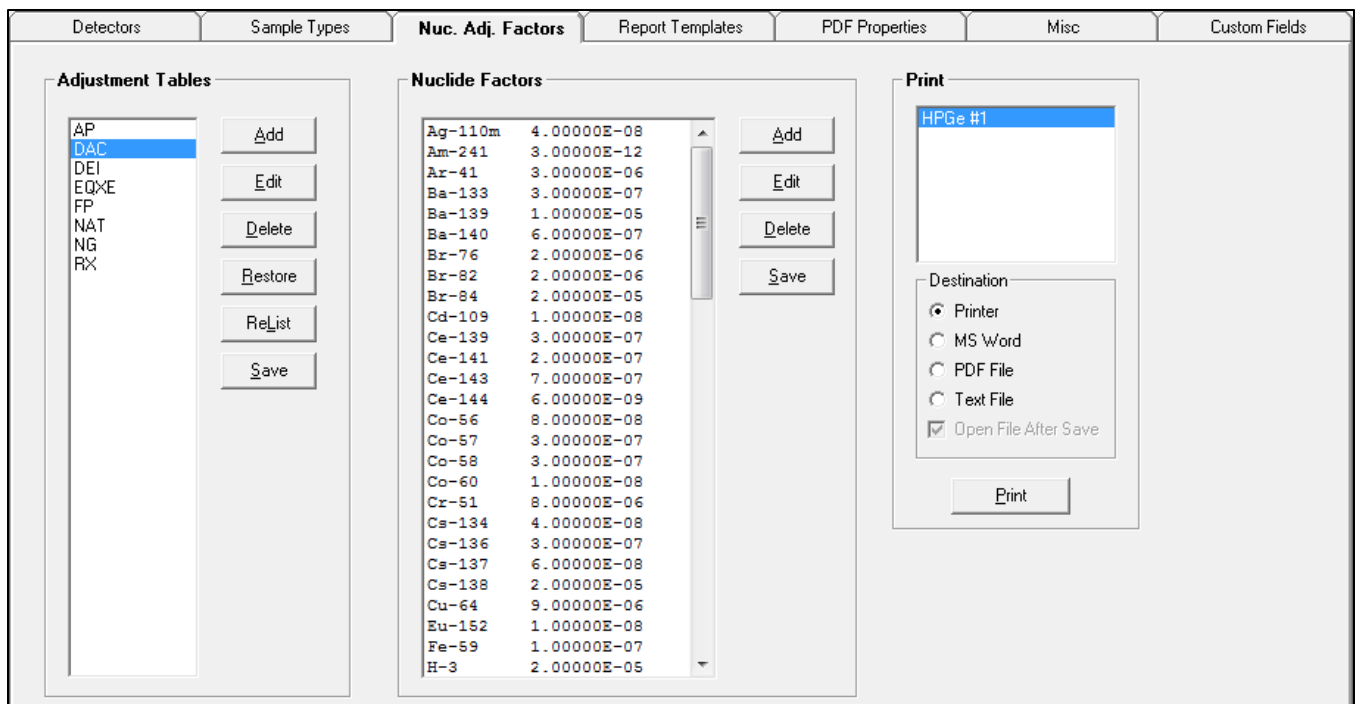 Detectors
Sample Types
Nuc. Adj. Factors
Report Templates
PDF Properties
Misc
Custom Fields
Adjustment Tables
AP
DAC
DEI
EQXE
FP
NAT
NG
RX
Add
Edit
Delete
Restore
ReList
Save
Nuclide Factors
Ag-110m 4.00000E-08
Am-241 3.00000E-12
Ar-41 3.00000E-06
Ba-133 3.00000E-07
Ba-139 1.00000E-05
Ba-140 6.00000E-07
Br-76 2.00000E-06
Br-82 2.00000E-06
Br-84 2.00000E-05
Cd-109 1.00000E-08
Ce-139 3.00000E-07
Ce-141 2.00000E-07
Ce-143 7.00000E-07
Ce-144 6.00000E-09
Co-56 8.00000E-08
Co-57 3.00000E-07
Co-58 3.00000E-07
Co-60 1.00000E-08
Cr-51 8.00000E-06
Cs-134 4.00000E-08
Cs-136 3.00000E-07
Cs-137 6.00000E-08
Cs-138 2.00000E-05
Cu-64 9.00000E-06
Eu-152 1.00000E-08
Fe-59 1.00000E-07
H-3 2.00000E-05
Add
Edit
Delete
Save
Print
HPGe #1
Destination
Printer
MS Word
PDF File
Text File
Open File After Save
Print